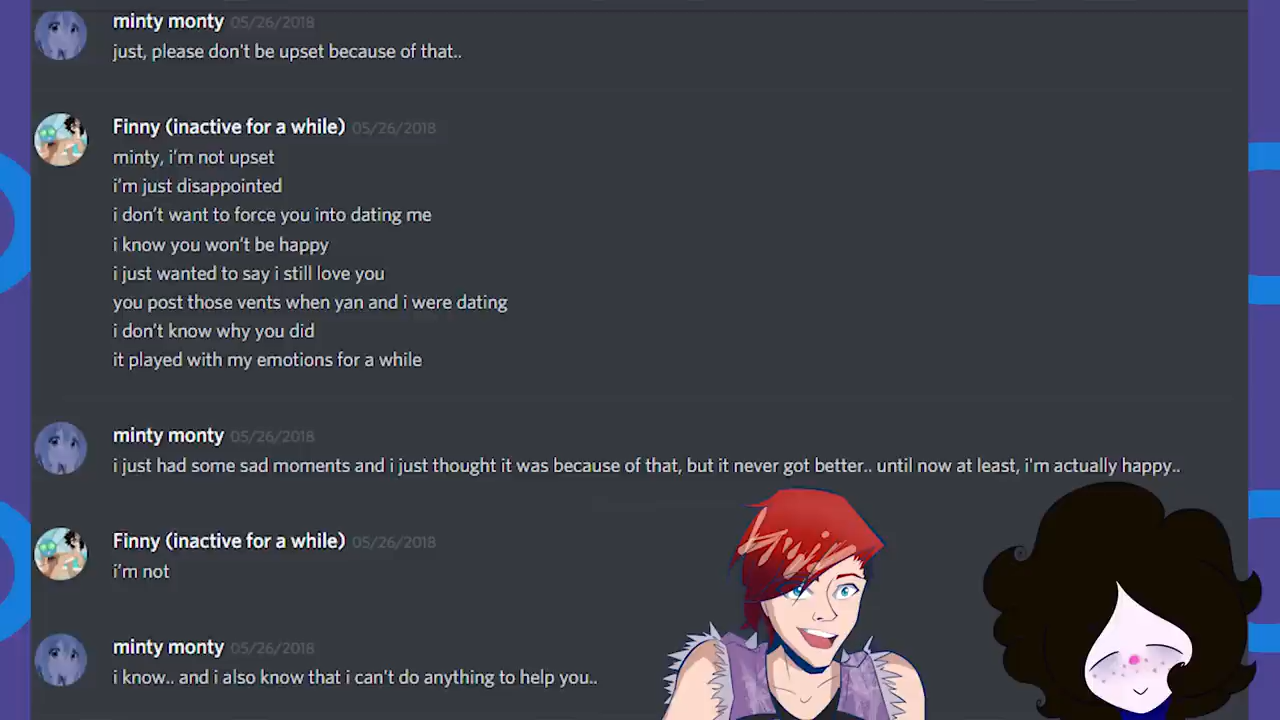 minty monty 05/26/2018
just, please don't be upset because of that..
Finny (inactive for a while) 05/26/2018
minty, i'm not upset
i'm just disappointed
i don't want to force you into dating me
i know you won't be happy
i just wanted to say i still love you
you post those vents when yan and i were dating
i don't know why you did
it played with my emotions for a while
minty monty 05/26/2018
i just had some sad moments and i just thought it was because of that, but it never got better.. until now at least, i'm actually happy..
Finny (inactive for a while) 05/26/2018
i'm not
minty monty 05/26/2018
i know.. and i also know that i can't do anything to help you..